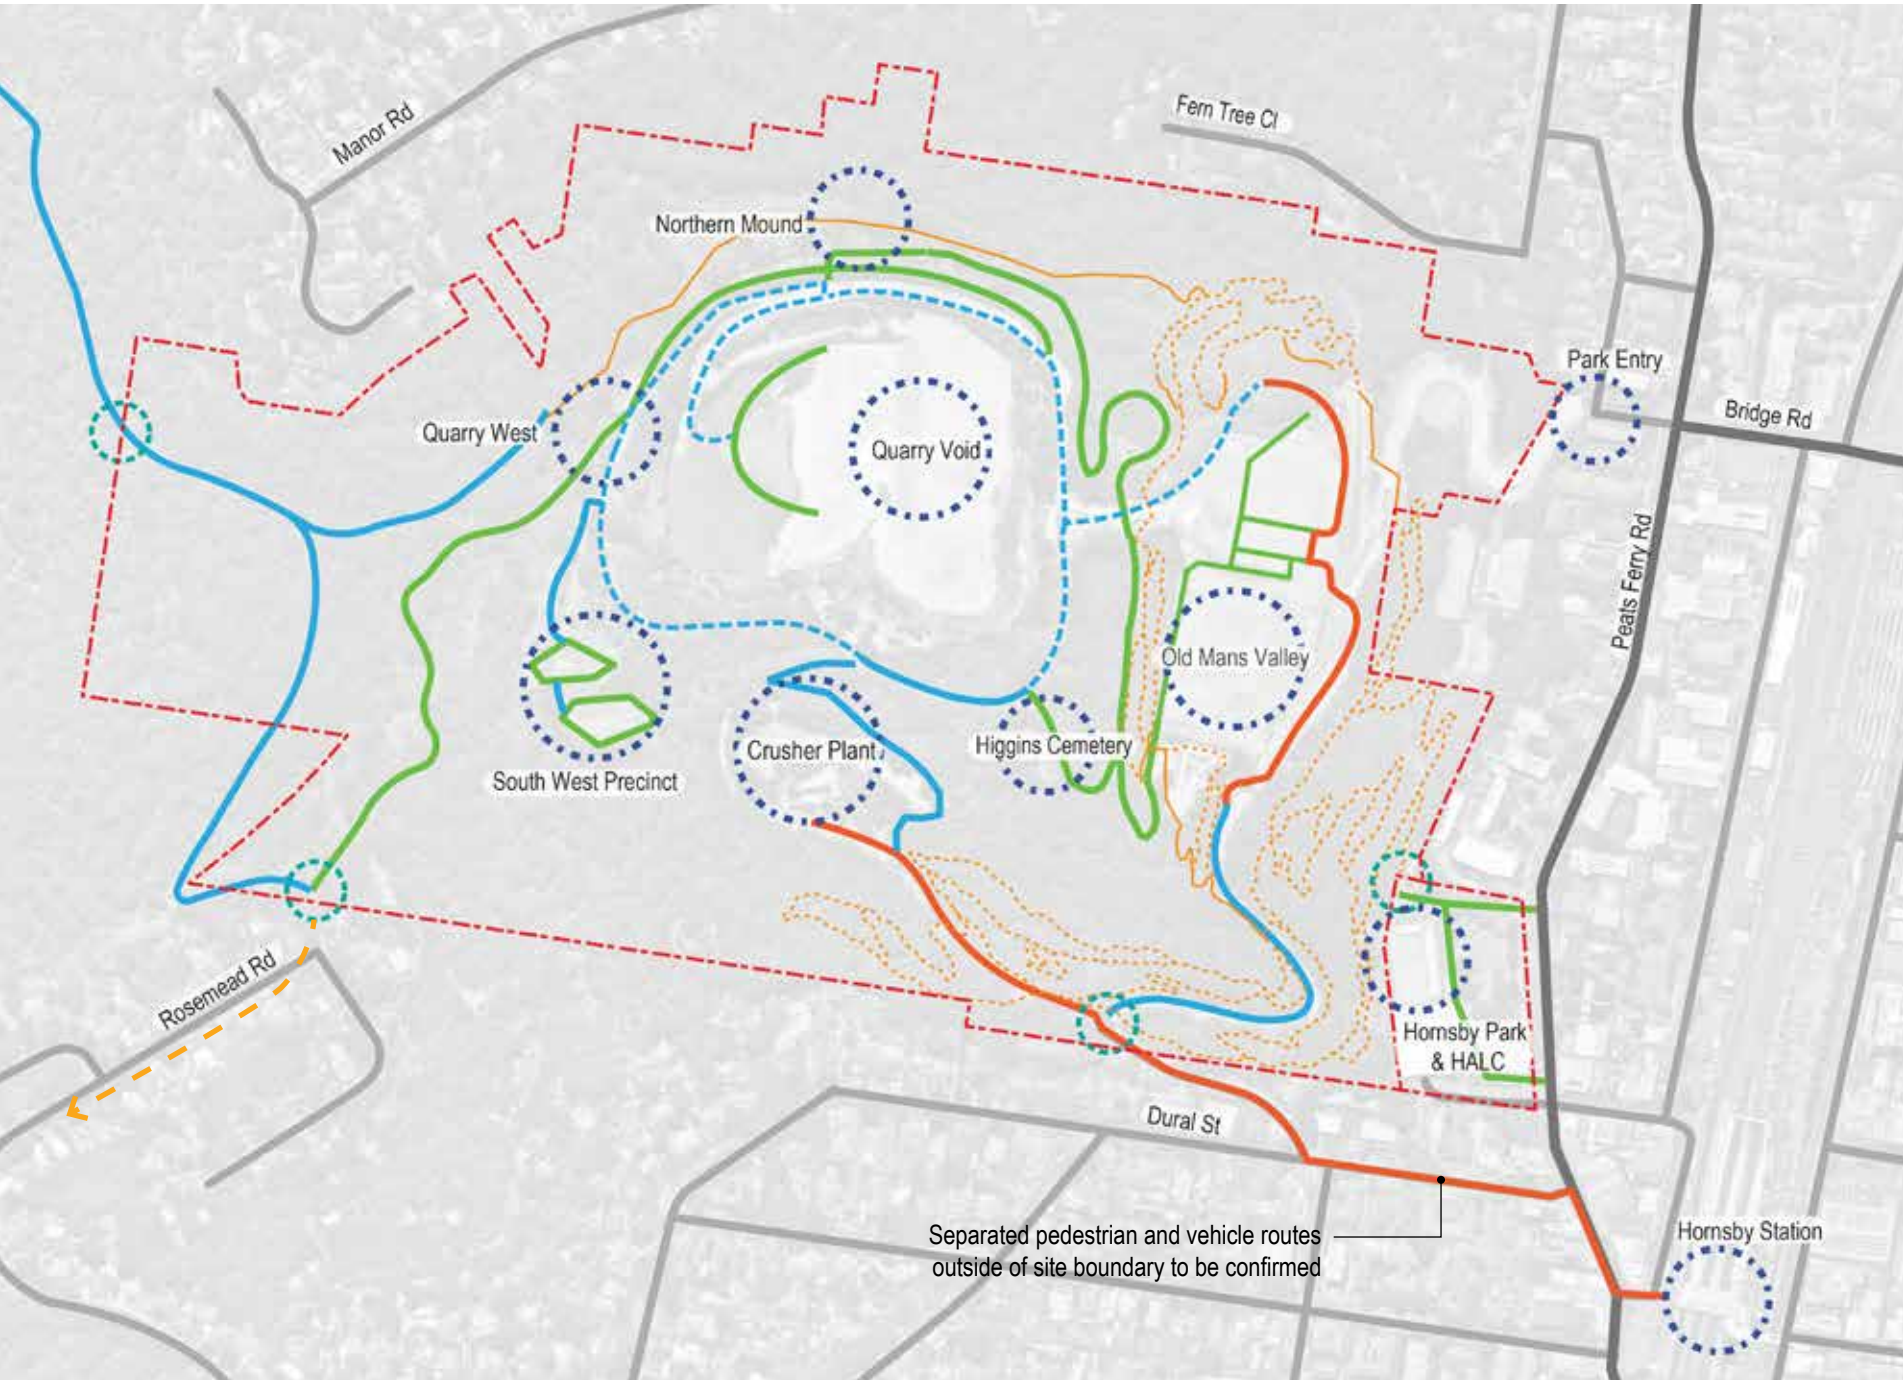 Fern Tree Cl
Manor Rd
Northern Mound
Park Entry
Bridge Rd
Quarry West
Quarry Void
Peats Ferry Rd
Old Mans Valley
Higgins Cemetery
Crusher Plant
South West Precinct
Rosemead Rd
Hornsby Park
& HALC
Dural St
Separated pedestrian and vehicle routes
outside of site boundary to be confirmed
Hornsby Station